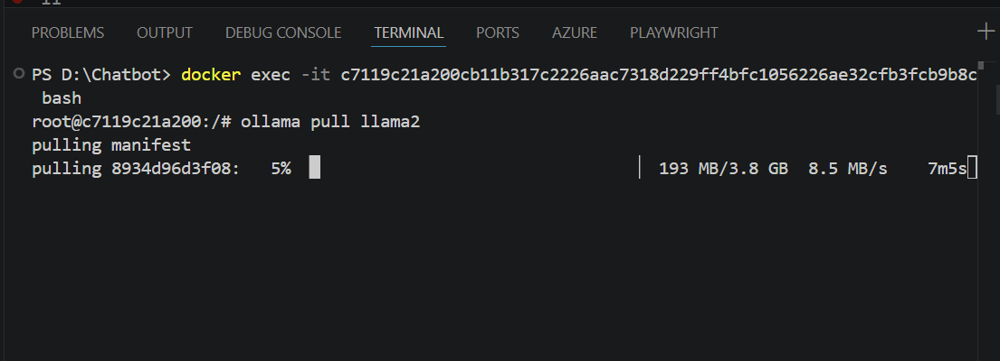 PROBLEMS OUTPUT DEBUG CONSOLE TERMINAL PORTS AZURE PLAYWRIGHT
PS D:\Chatbot> docker exec -it c7119c21a200cb11b317c2226aac7318d229ff4bfc1056226ae32cfb3fcb9b8c
bash
root@c7119c21a200:/# ollama pull llama2
pulling manifest
pulling 8934d96d3f08: 5% 193 MB/3.8 GB 8.5 MB/s 7m5s